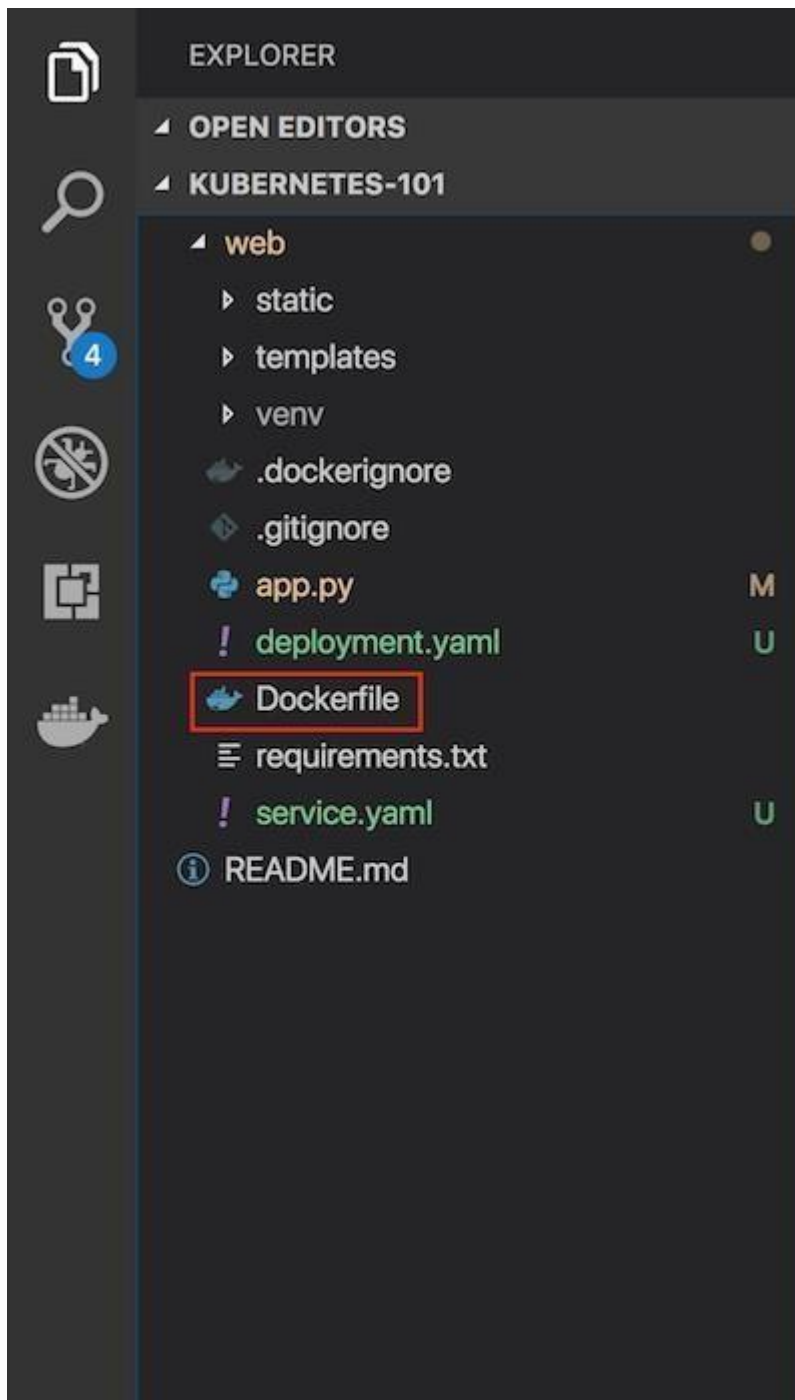 EXPLORER
OPEN EDITORS
KUBERNETES-101
web
static
4
templates
venv
.dockerignore
.gitignore
app.py M
deployment.yaml U
Dockerfile
requirements.txt
service.yaml U
README.md